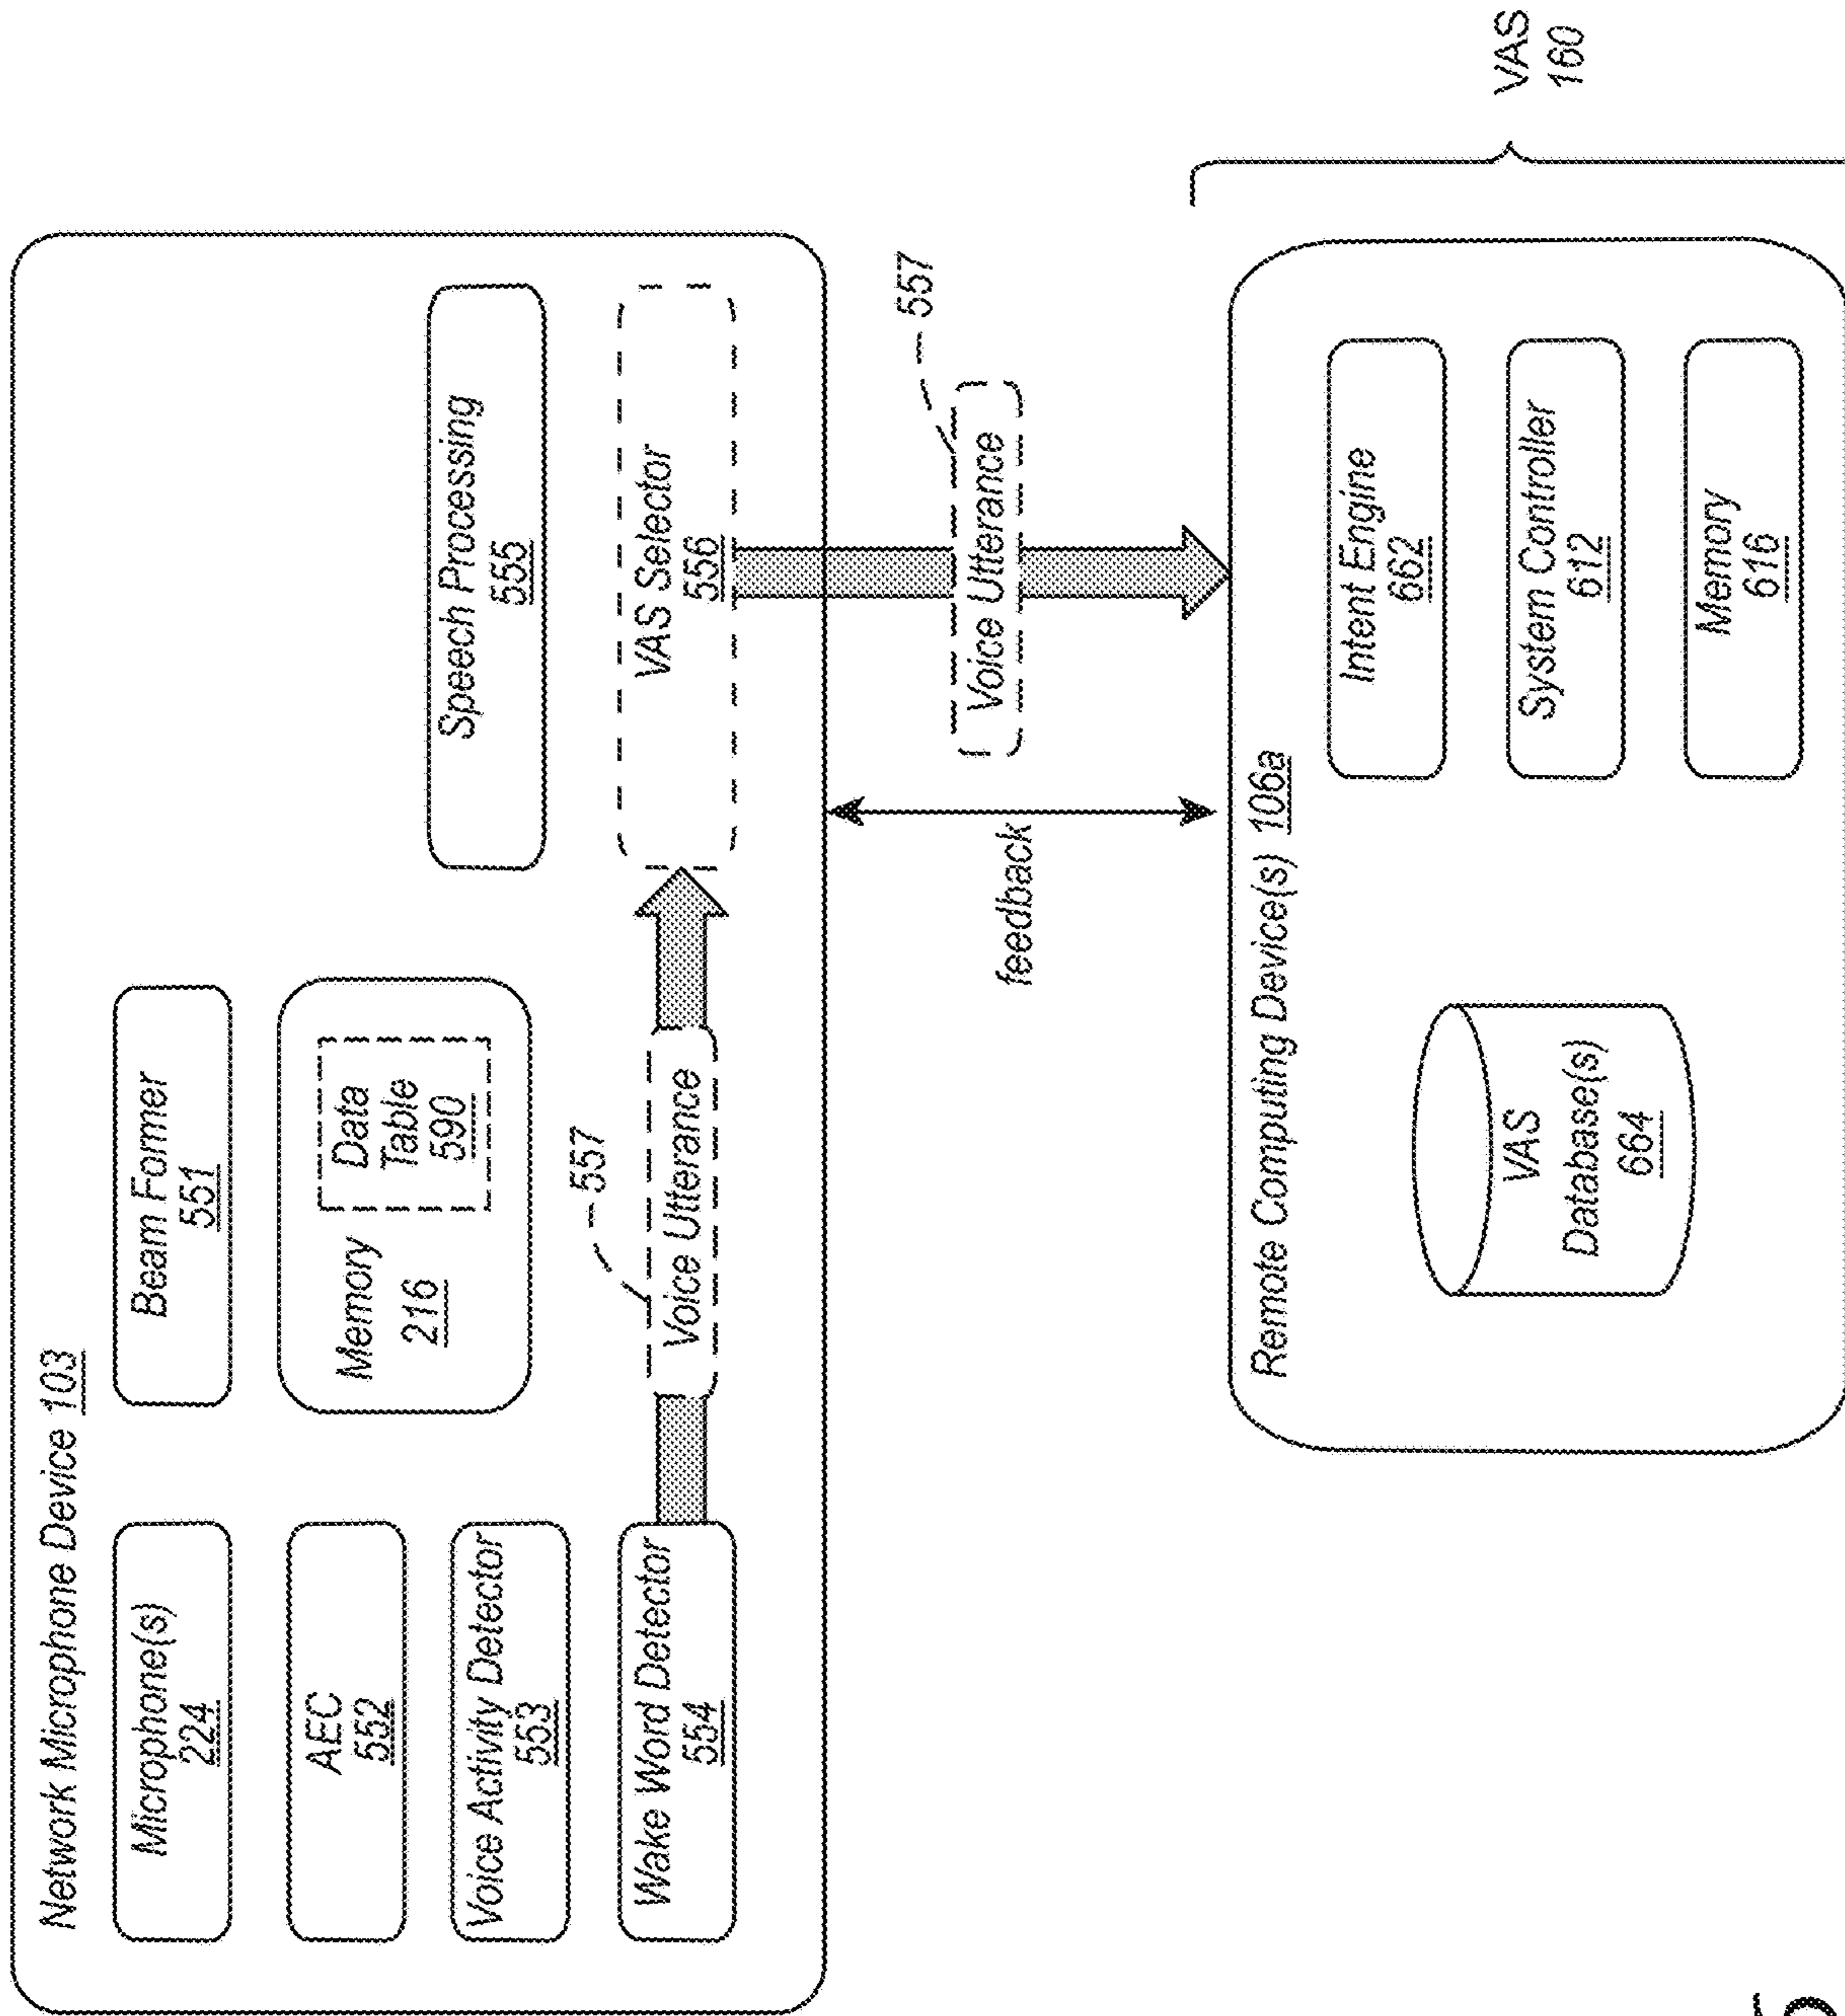 Network Microphone Device 103
Microphone(s)
224
Beam Former
551
AEC
552
Memory
216
Data
Table
590
Speech Processing
555
Voice Activity Detector
553
557
Wake Word Detector
554
Voice Utterance
VAS Selector
556
feedback
Voice Utterance
557
Remote Computing Device(s) 106a
VAS
Database(s)
664
Intent Engine
662
System Controller
612
Memory
616
VAS
160